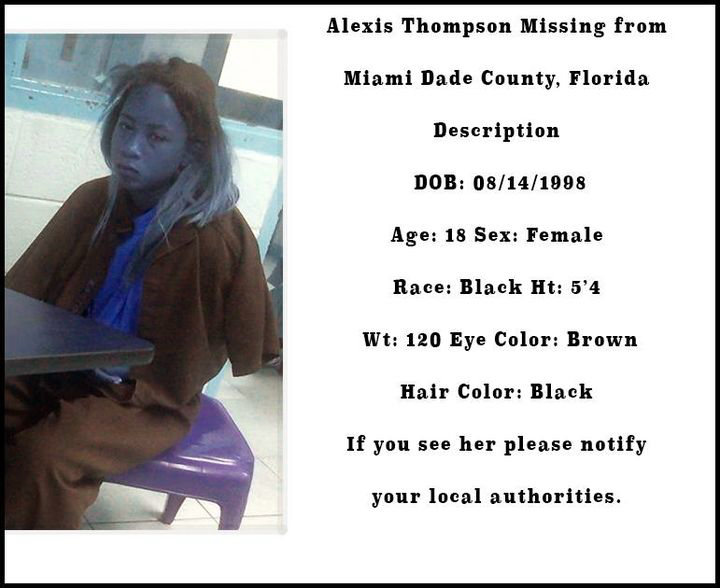 Alexis Thompson Missing from
Miami Dade County, Florida
Description
DOB: 08/14/1998
Age: 18 Sex: Female
Race: Black Ht: 5’4
Wt: 120 Eye Color: Brown
Hair Color: Black
If you see her please notify
your local authorities.